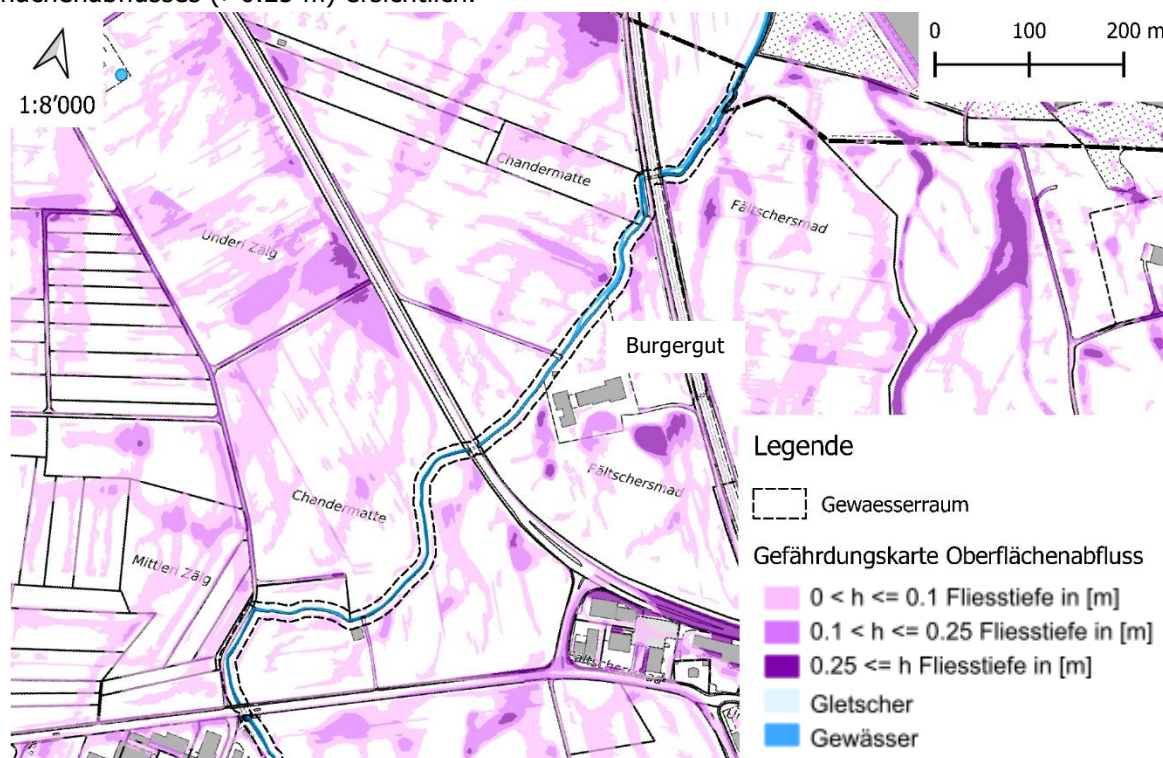 0 100 200 m
1:8'000
Chandermatte
Fältschersmad
Underi Zälg
Burgergut
Legende
Fältschersmad
Gewaesserraum
Chandermatte
Gefährdungskarte Oberflächenabfluss
Mittleri Zälg
0 < h <= 0.1 Fliesstiefe in [m]
0.1 < h <= 0.25 Fliesstiefe in [m]
0.25 <= h Fliesstiefe in [m]
Gletscher
Gewässer